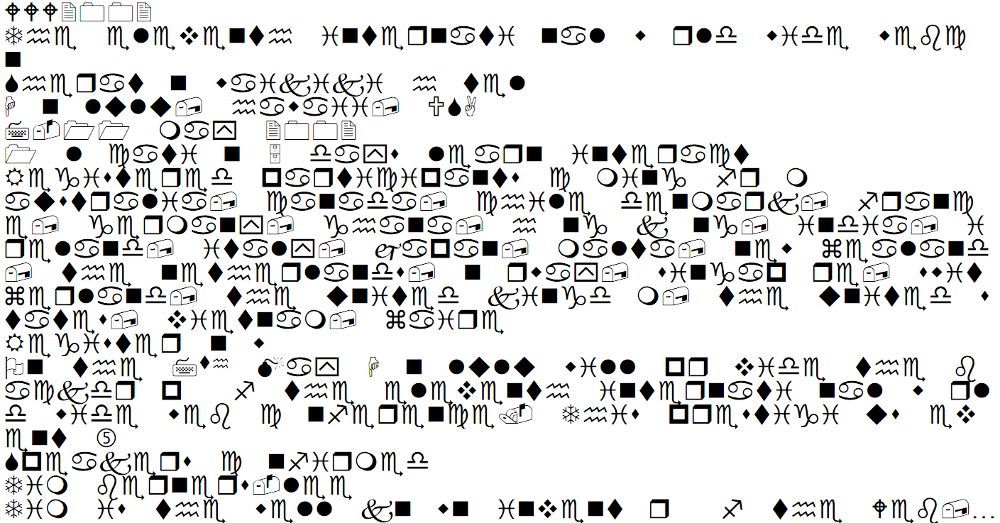 🕈🕈🕈🗎🗀🗀🗎
❄♒♏ ♏●♏❖♏■⧫♒ ♓■⧫♏❒■♋⧫♓ ■♋● ⬥ ❒●♎ ⬥♓♎♏ ⬥♏♌♍
■
💧♒♏❒♋⧫ ■ ⬥♋♓🙵♓🙵♓ ♒ ⧫♏●
☟ ■ ●◆●◆📪 ♒♋⬥♋♓♓📪 🕆💧✌
🖮📫🗁🗁 ❍♋⍓ 🗎🗀🗀🗎
🗁 ● ♍♋⧫♓ ■ 🗄 ♎♋⍓⬧ ●♏♋❒■ ♓■⧫♏❒♋♍⧫
☼♏♑♓⬧⧫♏❒♏♎ 🞐♋❒⧫♓♍♓🞐♋■⧫⬧ ♍ ❍♓■♑ ♐❒ ❍
♋◆⬧⧫❒♋●♓♋📪 ♍♋■♋♎♋📪 ♍♒♓●♏ ♎♏■❍♋❒🙵📪 ♐❒♋■♍
♏📪 ♑♏❒❍♋■⍓📪 ♑♒♋■♋📪 ♒ ■♑ 🙵 ■♑📪 ♓■♎♓♋📪 ♓
❒♏●♋■♎📪 ♓⧫♋●⍓📪 🙰♋🞐♋■📪 ❍♋●⧫♋📪 ■♏⬥ ⌘♏♋●♋■♎
📪 ⧫♒♏ ■♏⧫♒♏❒●♋■♎⬧📪 ■ ❒⬥♋⍓📪 ⬧♓■♑♋🞐 ❒♏📪 ⬧⬥♓⧫
⌘♏❒●♋■♎📪 ⧫♒♏ ◆■♓⧫♏♎ 🙵♓■♑♎ ❍📪 ⧫♒♏ ◆■♓⧫♏♎ ⬧
⧫♋⧫♏⬧📪 ❖♓♏⧫■♋❍📪 ⌘♋♓❒♏
☼♏♑♓⬧⧫♏❒ ■ ⬥
🏱■ ⧫♒♏ 🖮⬧♒ 💣♋⍓ ☟ ■ ●◆●◆ ⬥♓●● 🞐❒ ❖♓♎♏ ⧫♒♏ ♌
♋♍🙵♎❒ 🞐 ♐ ⧫♒♏ ♏●♏❖♏■⧫♒ ♓■⧫♏❒■♋⧫♓ ■♋● ⬥ ❒●
♎ ⬥♓♎♏ ⬥♏♌ ♍ ■♐♏❒♏■♍♏📬 ❄♒♓⬧ 🞐❒♏⬧⧫♓♑♓ ◆⬧ ♏❖
♏■⧫ ⑤
💧🞐♏♋🙵♏❒⬧ ♍ ■♐♓❒❍♏♎
❄♓❍ ♌♏❒■♏❒⬧📫●♏♏
❄♓❍ ♓⬧ ⧫♒♏ ⬥♏●● 🙵■ ⬥■ ♓■❖♏■⧫ ❒ ♐ ⧫♒♏ 🕈♏♌📪...